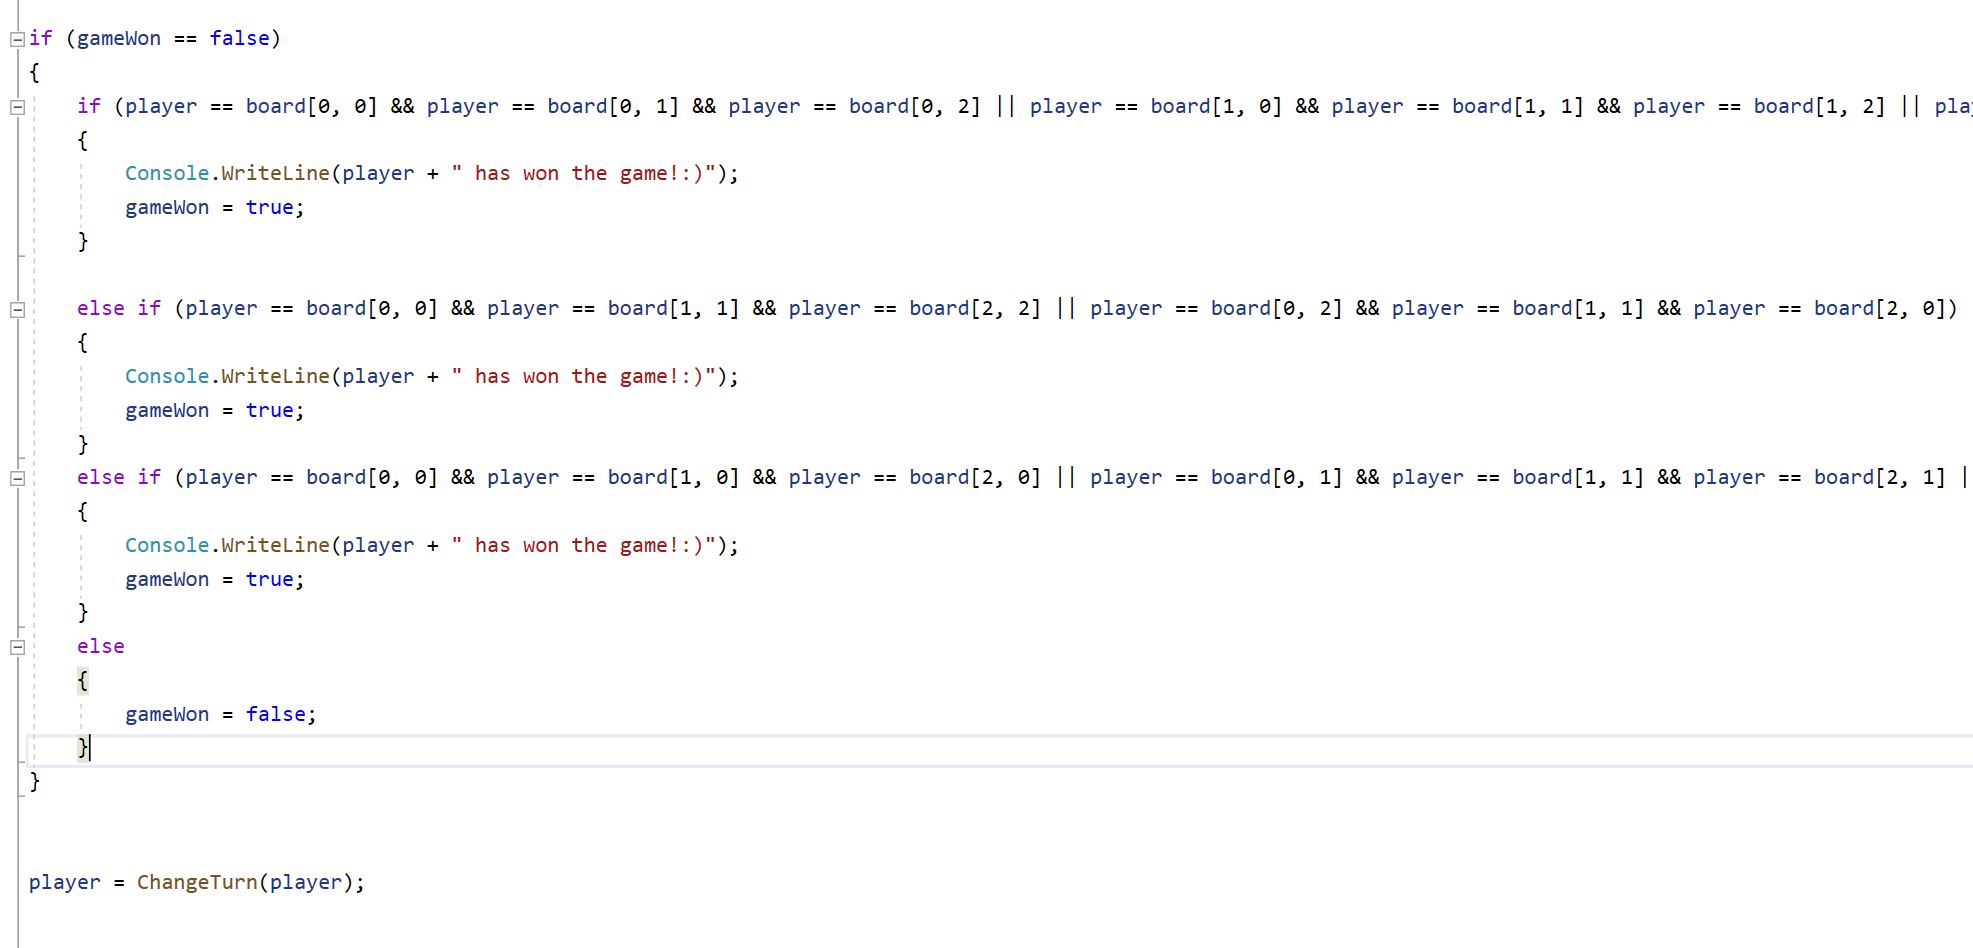 if (gameWon == false)
{
if (player == board[0, 0] && player == board[0, 1] && player == board[0, 2] || player == board[1, 0] && player == board[1, 1] && player == board[1, 2] || pla
{
Console.WriteLine(player + " has won the game!:)");
gameWon = true;
}
else if (player == board[0, 0] && player == board[1, 1] && player == board[2, 2] || player == board[0, 2] && player == board[1, 1] && player == board[2, 0])
{
Console.WriteLine(player + " has won the game!:)");
gameWon = true;
}
else if (player == board[0, 0] && player == board[1, 0] && player == board[2, 0] || player == board[0, 1] && player == board[1, 1] && player == board[2, 1] |
{
Console.WriteLine(player + " has won the game!:)");
gameWon = true;
}
else
{
gameWon = false;
}
}
player = ChangeTurn(player);